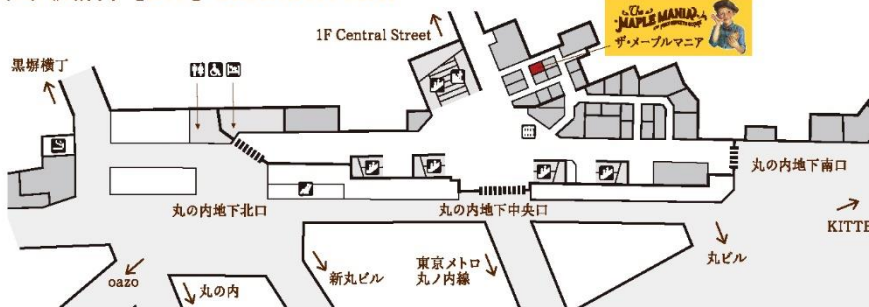 The
MAPLE MANIA
ザ・メープルマニア
1F Central Street
黒塀横丁
丸の内地下南口
丸の内地下北口
丸の内地下中央口
KITTE
丸ビル
oazo
丸の内
新丸ビル
東京メトロ
丸ノ内線